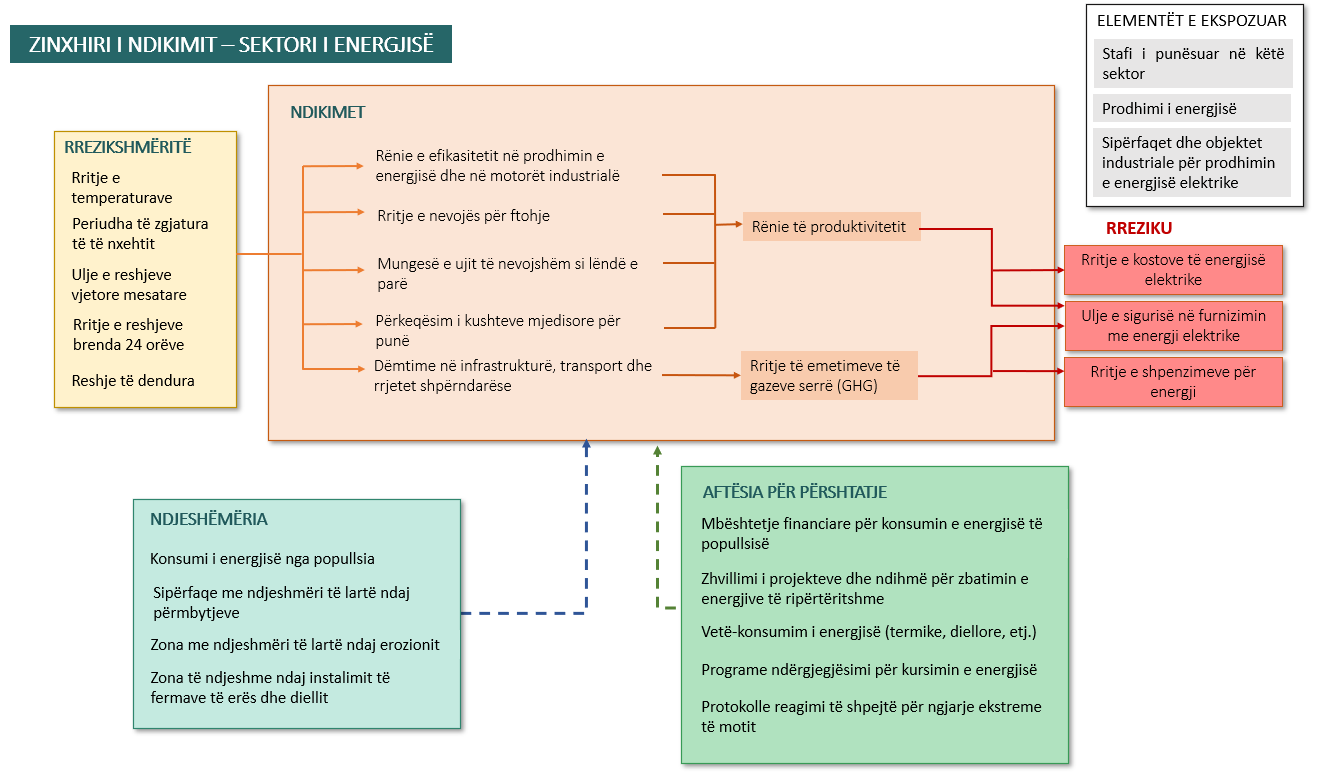 ZINXHIRI I NDIKIMIT – SEKTORI I ENERGJISË
ELEMENTËT E EKSPOZUAR
Stafi i punësuar në këtë
sektor
Prodhimi i energjisë
Sipërfaqet dhe objektet
industriale për prodhimin
e energjisë elektrike
RREZIKSHMËRITË
Rritje e
temperaturave
Periudha të zgjatura
të të nxehtit
Ulje e reshjeve
vjetore mesatare
Rritje e reshjeve
brenda 24 orëve
Reshje të dendura
NDIKIMET
Rënie e efikasitetit në prodhimin e
energjisë dhe në motorët industrialë
Rritje e nevojës për ftohje
Mungesë e ujit të nevojshëm si lëndë e
parë
Përkeqësim i kushteve mjedisore për
punë
Dëmtime në infrastrukturë, transport dhe
rrjetet shpërndarëse
Rënie të produktivitetit
Rritje të emetimeve të
gazeve serrë (GHG)
RREZIKU
Rritje e kostove të energjisë
elektrike
Ulje e sigurisë në furnizimin
me energji elektrike
Rritje e shpenzimeve për
energji
NDJESHËMËRIA
Konsumi i energjisë nga popullsia
Sipërfaqe me ndjeshmëri të lartë ndaj
përmbytjeve
Zona me ndjeshmëri të lartë ndaj erozionit
Zona të ndjeshme ndaj instalimit të
fermave të erës dhe diellit
AFTËSIA PËR PËRSHTATJE
Mbështetje financiare për konsumin e energjisë të
popullsisë
Zhvillimi i projekteve dhe ndihmë për zbatimin e
energjive të ripërtëritshme
Vetë-konsumim i energjisë (termike, diellore, etj.)
Programe ndërgjegjësimi për kursimin e energjisë
Protokolle reagimi të shpejtë për ngjarje ekstreme
të motit